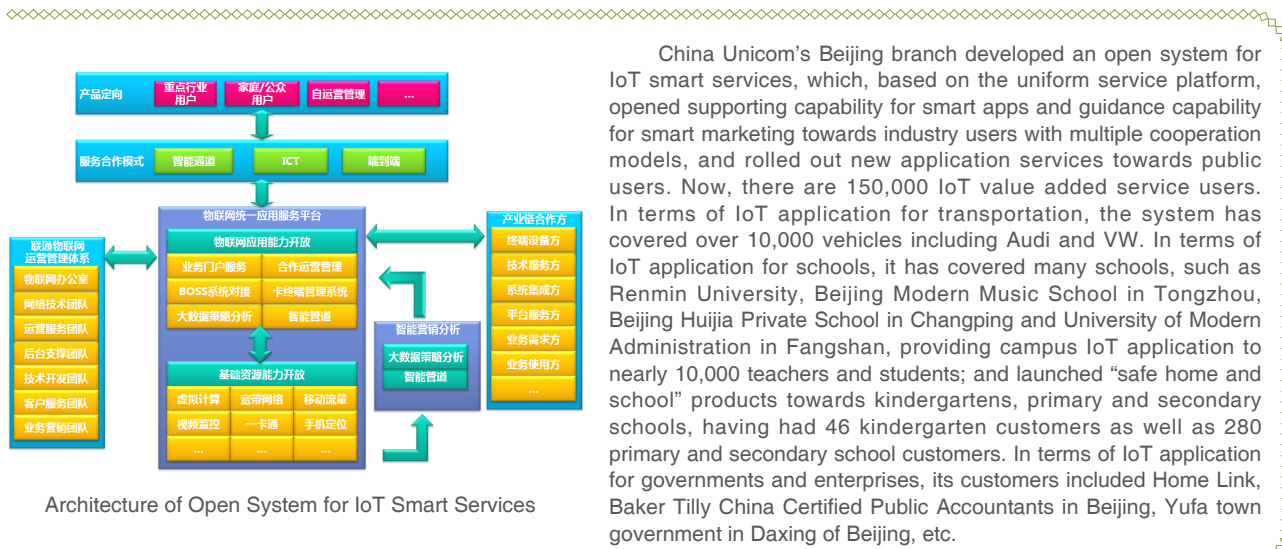 产品定向
重点行业
用户
家庭/公众
用户
自运营管理
...
服务合作模式
智能通道
ICT
端到端
联通物联网
运营管理体系
物联网办公室
网络技术团队
运营服务团队
后台支撑团队
技术开发团队
客户服务团队
业务营销团队
物联网统一应用服务平台
物联网应用能力开放
业务门户服务
合作运营管理
BOSS系统对接
卡终端管理系统
大数据策略分析
智能管道
基础资源能力开放
虚拟计算
宽带网络
移动流量
视频监控
一卡通
手机定位
...
...
...
智能营销分析
大数据策略分析
智能管道
产业链合作方
终端设备方
技术服务方
系统集成方
平台服务方
业务需求方
业务使用方
...
Architecture of Open System for IoT Smart Services
China Unicom’s Beijing branch developed an open system for
IoT smart services, which, based on the uniform service platform,
opened supporting capability for smart apps and guidance capability
for smart marketing towards industry users with multiple cooperation
models, and rolled out new application services towards public
users. Now, there are 150,000 IoT value added service users.
In terms of IoT application for transportation, the system has
covered over 10,000 vehicles including Audi and VW. In terms of
IoT application for schools, it has covered many schools, such as
Renmin University, Beijing Modern Music School in Tongzhou,
Beijing Huijia Private School in Changping and University of Modern
Administration in Fangshan, providing campus IoT application to
nearly 10,000 teachers and students; and launched “safe home and
school” products towards kindergartens, primary and secondary
schools, having had 46 kindergarten customers as well as 280
primary and secondary school customers. In terms of IoT application
for governments and enterprises, its customers included Home Link,
Baker Tilly China Certified Public Accountants in Beijing, Yufa town
government in Daxing of Beijing, etc.